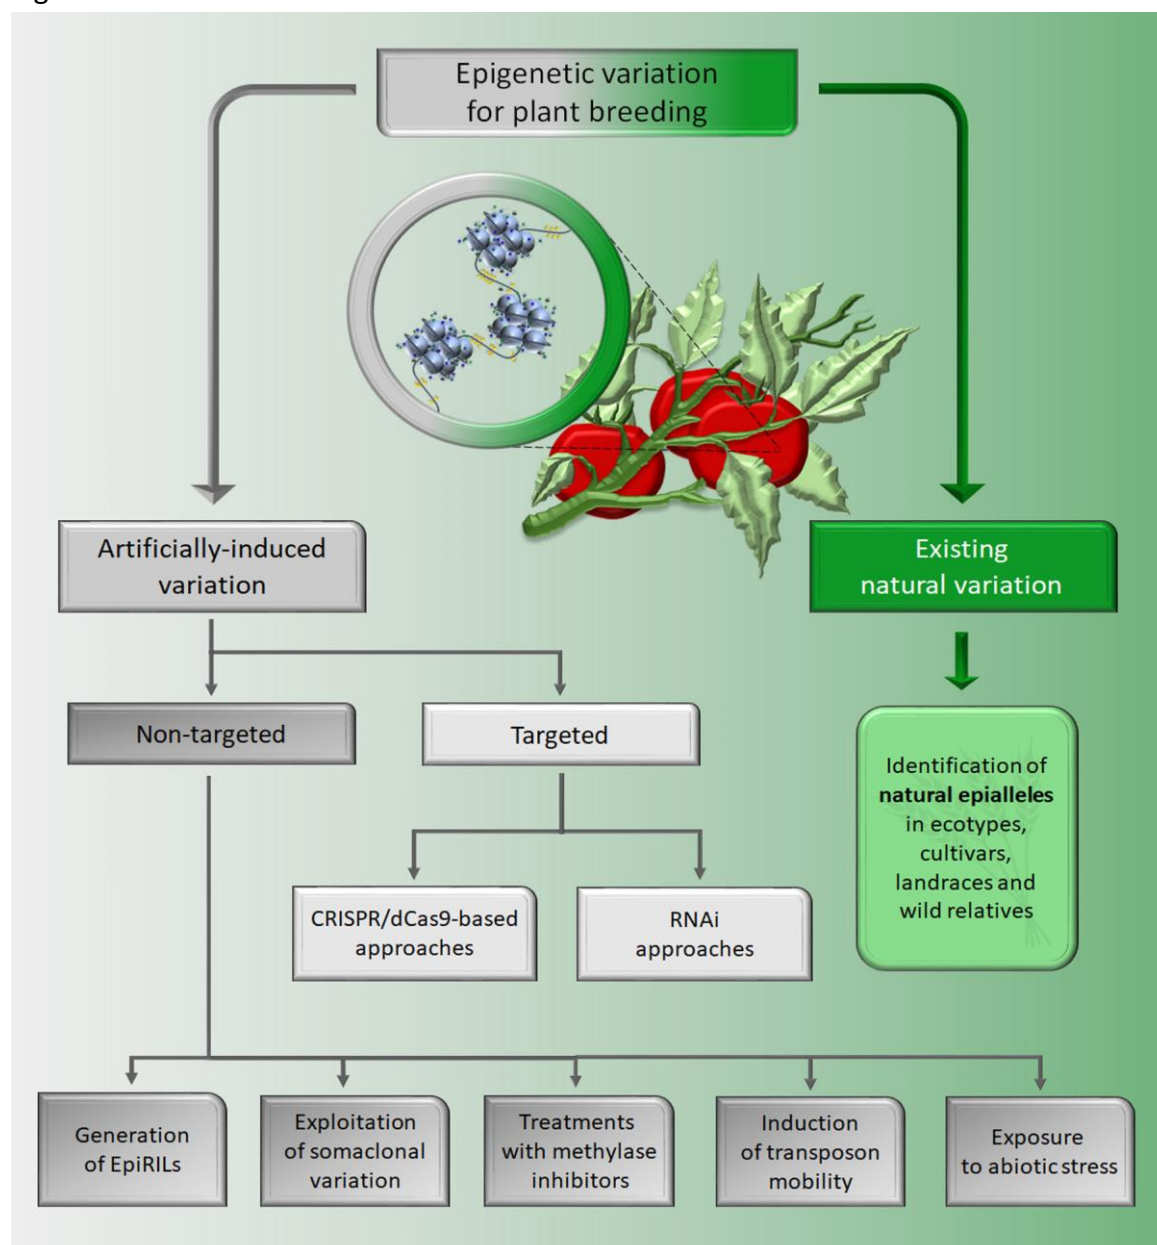 Epigenetic variation
for plant breeding
Artificially-induced
variation
Existing
natural variation
Non-targeted
Targeted
Identification of
natural epialleles
in ecotypes,
cultivars,
landraces and
wild relatives
CRISPR/dCas9-based
approaches
RNAi
approaches
Generation
of EpiRILs
Exploitation
of somaclonal
variation
Treatments
with methylase
inhibitors
Induction
of transposon
mobility
Exposure
to abiotic stress